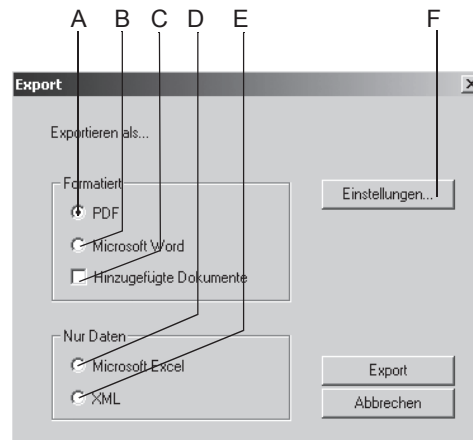 A B C D E F
Export
Exportieren als...
Formatiert
PDF
Einstellungen...
Microsoft Word
Hinzugefügte Dokumente
Nur Daten
Microsoft Excel
Export
XML
Abbrechen